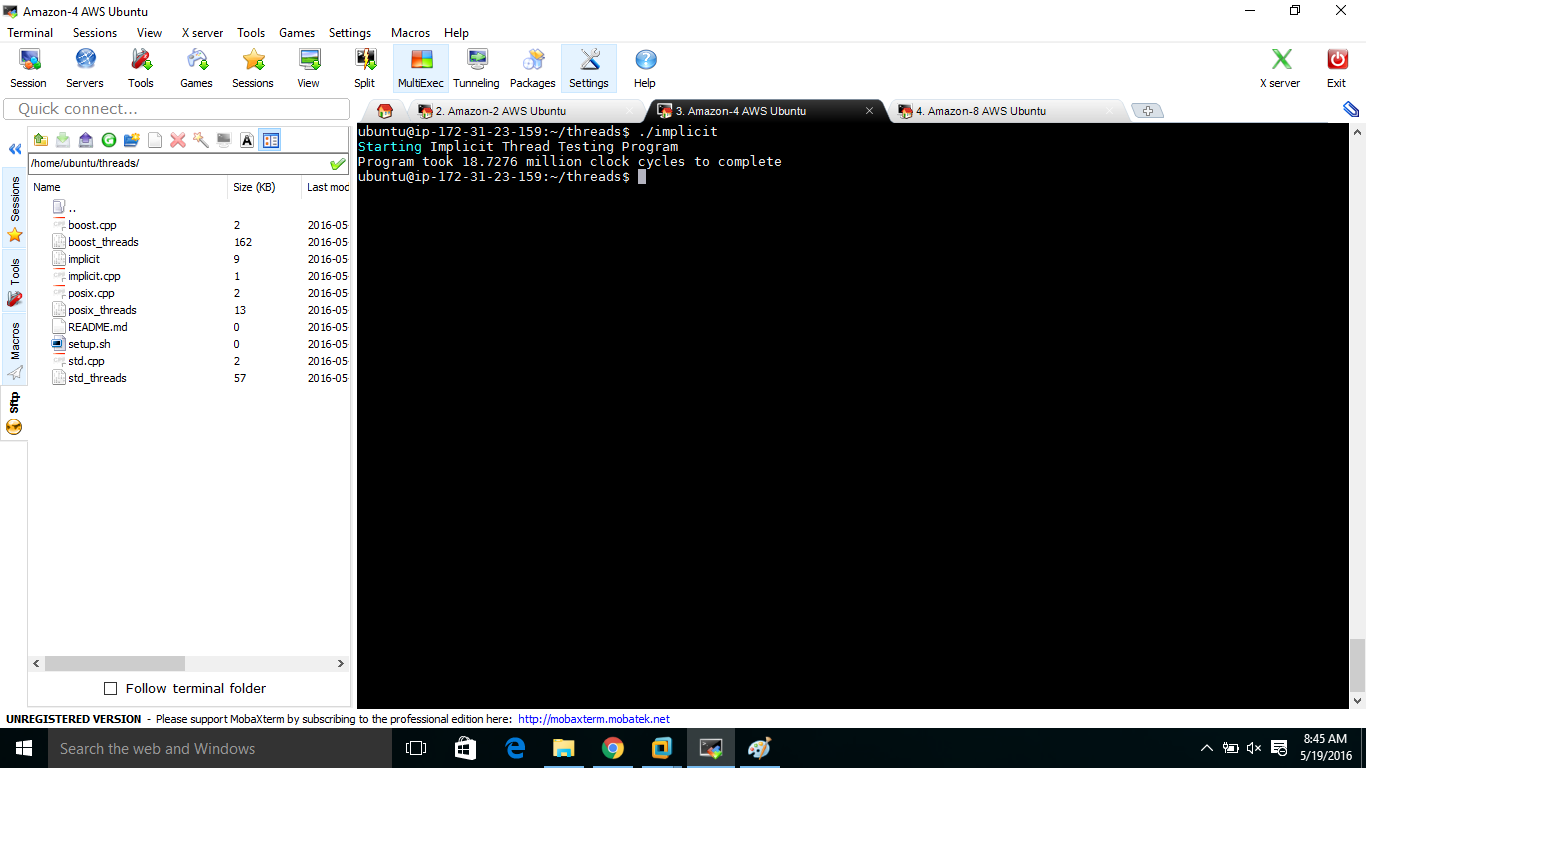 Amazon-4 AWS Ubuntu
Terminal Sessions View X server Tools Games Settings Macros Help
Session Servers Tools Games Sessions View Split MultiExec Tunneling Packages Settings Help X server Exit
Quick connect...
2. Amazon-2 AWS Ubuntu
3. Amazon-4 AWS Ubuntu
4. Amazon-8 AWS Ubuntu
/home/ubuntu/threads/
Name Size (KB) Last mod
..
boost.cpp 2 2016-05
boost_threads 162 2016-05
implicit 9 2016-05
implicit.cpp 1 2016-05
posix.cpp 2 2016-05
posix_threads 13 2016-05
README.md 0 2016-05
setup.sh 0 2016-05
std.cpp 2 2016-05
std_threads 57 2016-05
Sessions
Tools
Macros
Sftp
Follow terminal folder
ubuntu@ip-172-31-23-159:~/threads$ ./implicit
Starting Implicit Thread Testing Program
Program took 18.7276 million clock cycles to complete
ubuntu@ip-172-31-23-159:~/threads$
UNREGISTERED VERSION - Please support MobaXterm by subscribing to the professional edition here: http://mobaxterm.mobatek.net
Search the web and Windows
8:45 AM
5/19/2016